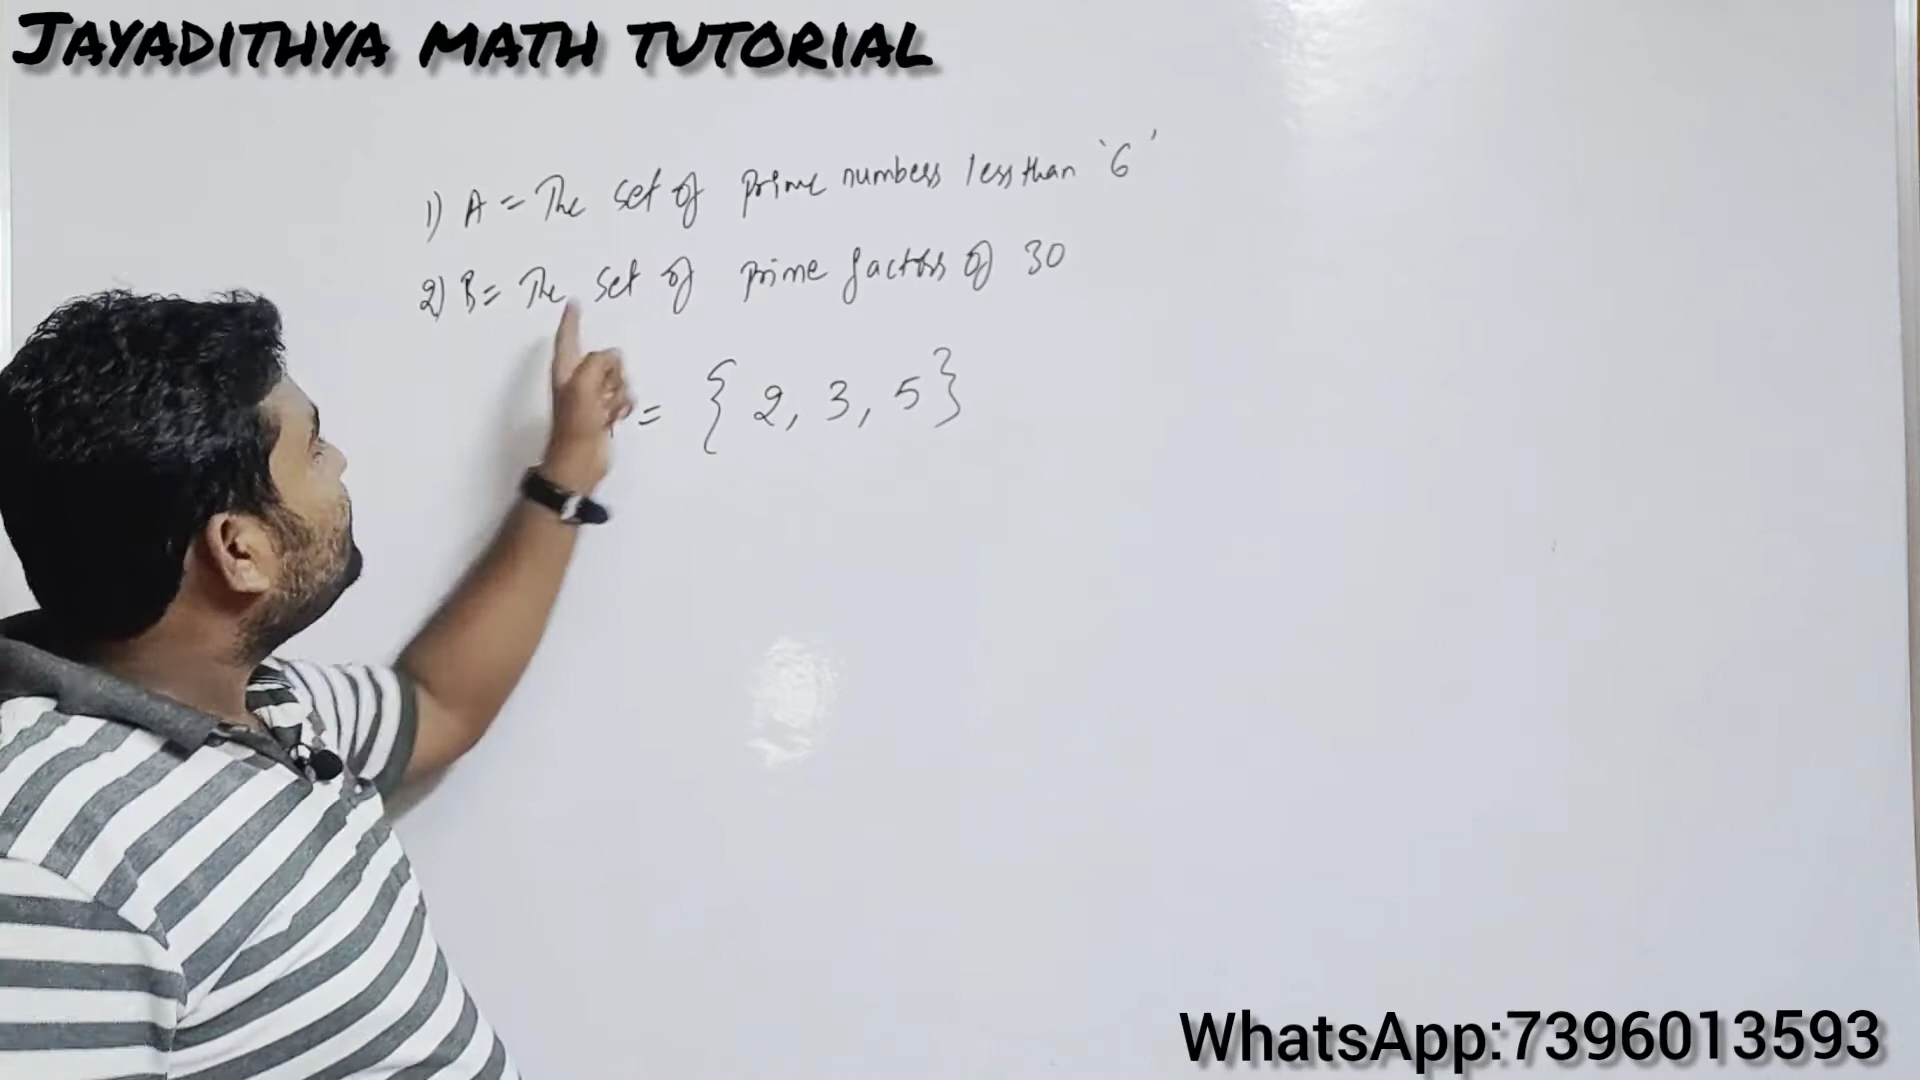 JAYADITHYA MATH TUTORIAL
1) A = The set of prime numbers less than '6'
2) B = The set of prime factors of 30
= { 2, 3, 5}
WhatsApp:7396013593